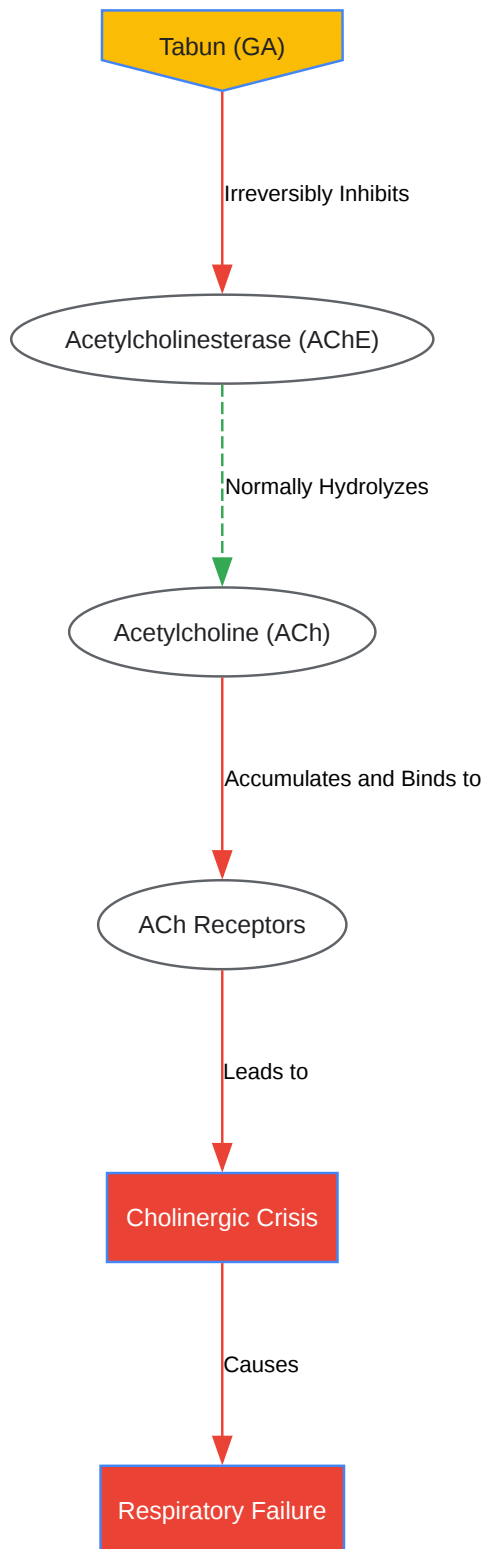 Tabun (GA)
Irreversibly Inhibits
Acetylcholinesterase (AChE)
Normally Hydrolyzes
Acetylcholine (ACh)
Accumulates and Binds to
ACh Receptors
Leads to
Cholinergic Crisis
Causes
Respiratory Failure